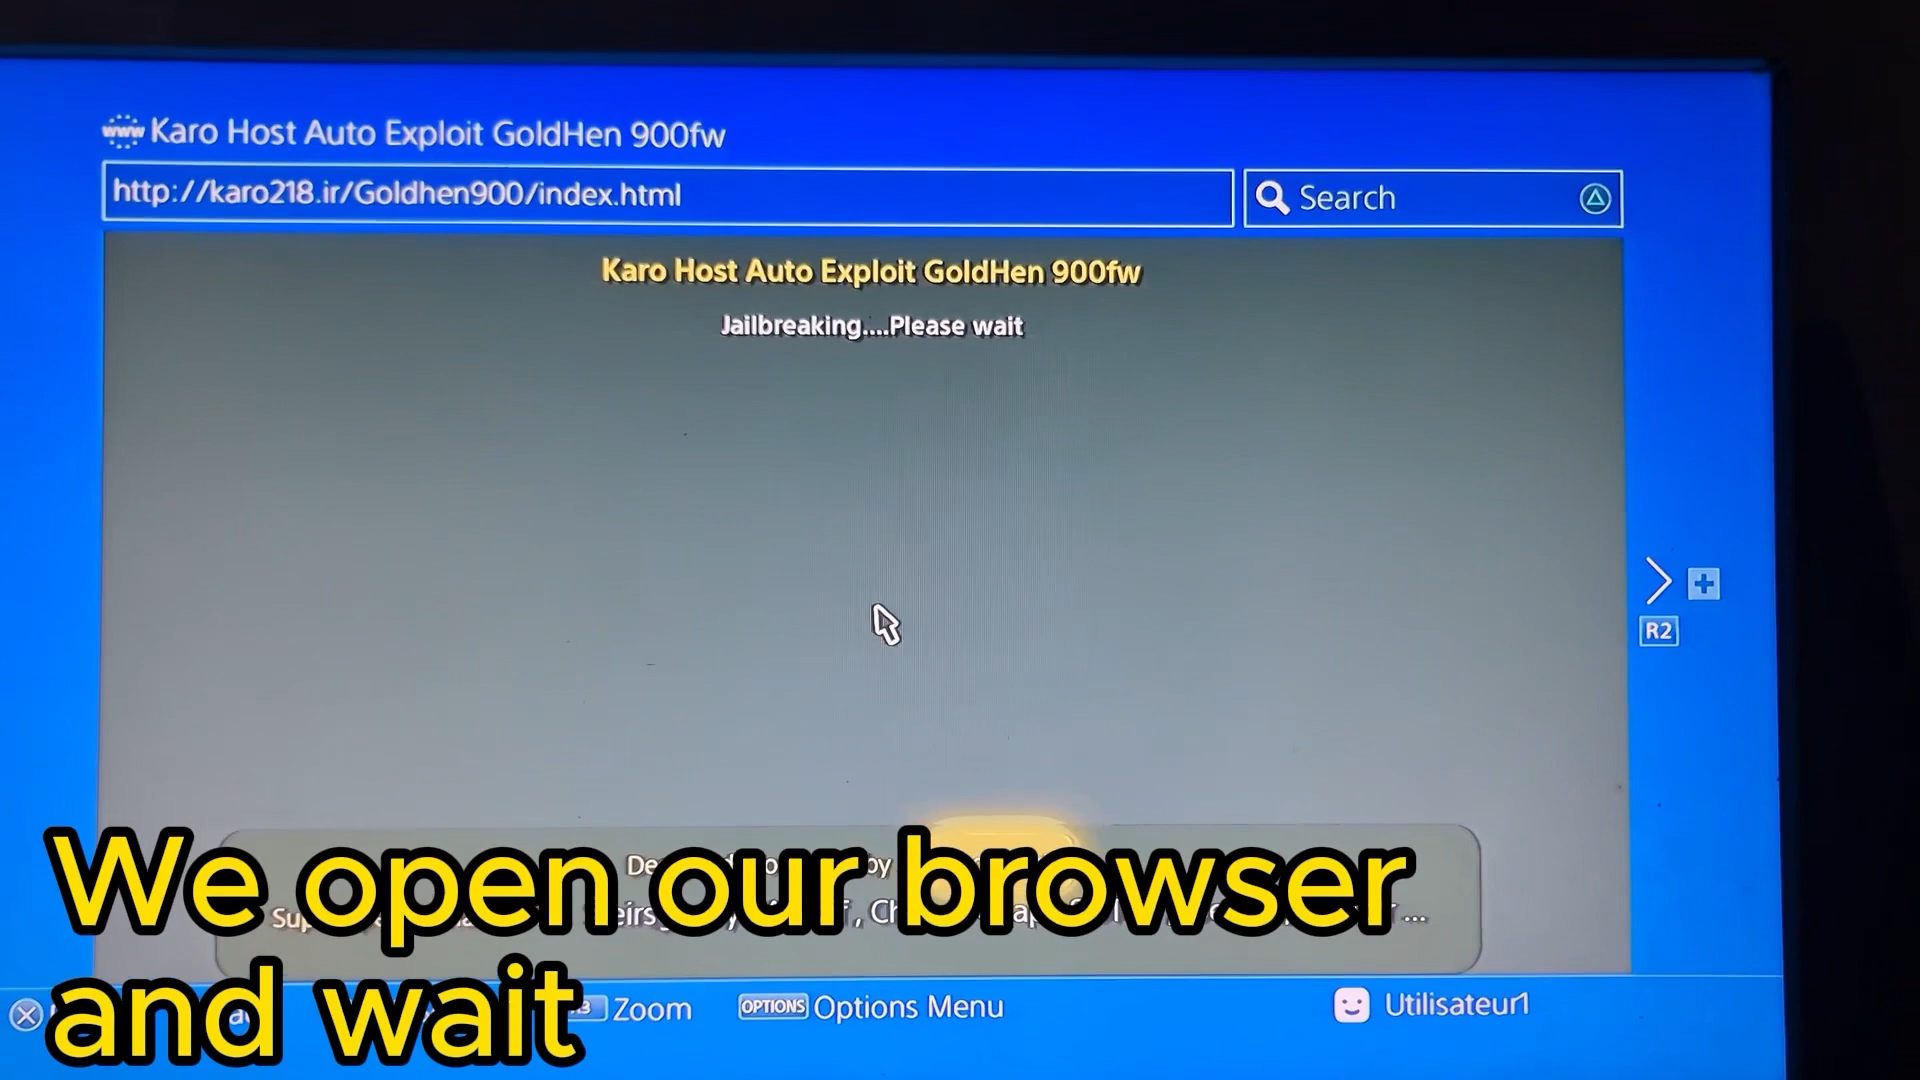 www Karo Host Auto Exploit GoldHen 900fw
http://karo218.ir/Goldhen900/index.html
Search
Karo Host Auto Exploit GoldHen 900fw
Jailbreaking....Please wait
R2
We open our browser
and wait
Zoom
OPTIONS Options Menu
Utilisateur1